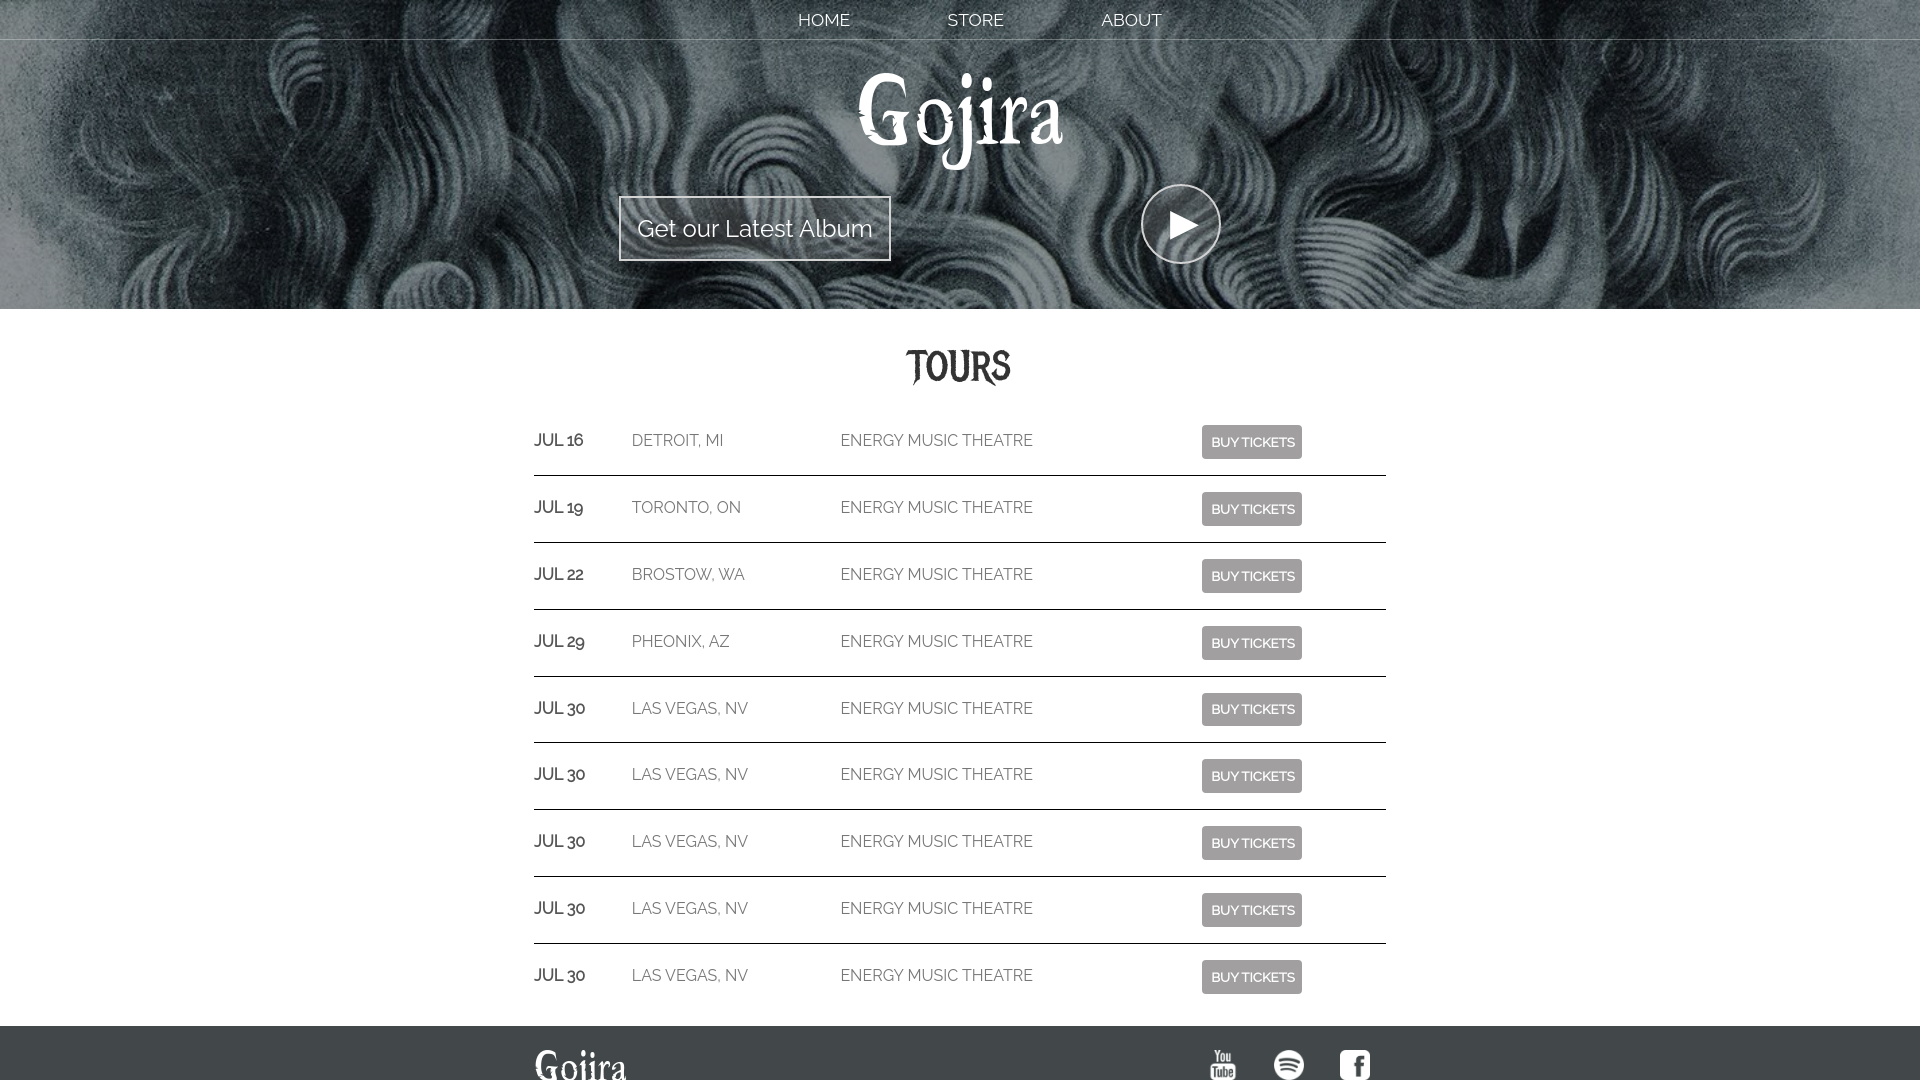 HOME STORE ABOUT
Gojira
Get our Latest Album
TOURS
JUL 16 DETROIT, MI ENERGY MUSIC THEATRE BUY TICKETS
JUL 19 TORONTO, ON ENERGY MUSIC THEATRE BUY TICKETS
JUL 22 BROSTOW, WA ENERGY MUSIC THEATRE BUY TICKETS
JUL 29 PHEONIX, AZ ENERGY MUSIC THEATRE BUY TICKETS
JUL 30 LAS VEGAS, NV ENERGY MUSIC THEATRE BUY TICKETS
JUL 30 LAS VEGAS, NV ENERGY MUSIC THEATRE BUY TICKETS
JUL 30 LAS VEGAS, NV ENERGY MUSIC THEATRE BUY TICKETS
JUL 30 LAS VEGAS, NV ENERGY MUSIC THEATRE BUY TICKETS
JUL 30 LAS VEGAS, NV ENERGY MUSIC THEATRE BUY TICKETS
Gojira You Tube f